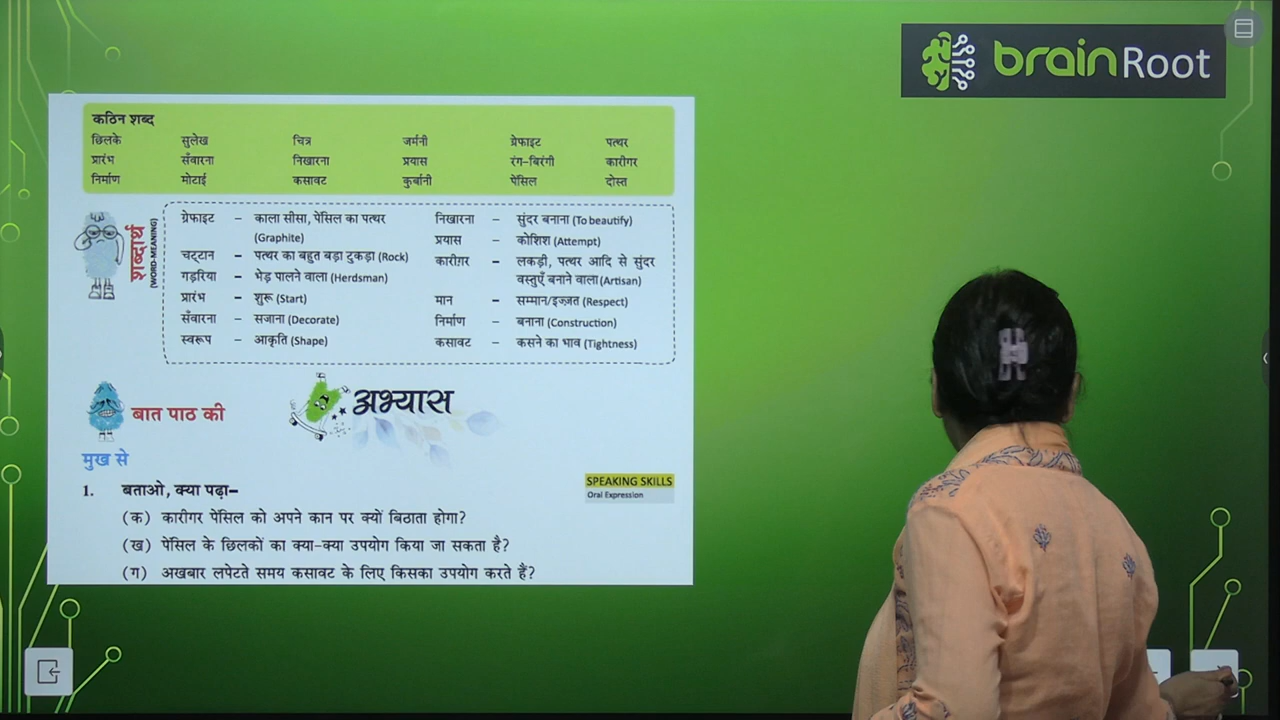 brainRoot
कठिन शब्द
छिलके सुलेख चित्र जर्मनी ग्रेफाइट पत्थर
प्रारंभ सँवारना निखारना प्रयास रंग-बिरंगी कारीगर
निर्माण मोटाई कसावट कुर्बानी पेंसिल दोस्त
शब्दार्थ
(WORD-MEANING)
ग्रेफाइट – काला सीसा, पेंसिल का पत्थर
(Graphite)
चट्टान – पत्थर का बहुत बड़ा टुकड़ा (Rock)
गड़रिया – भेड़ पालने वाला (Herdsman)
प्रारंभ – शुरू (Start)
सँवारना – सजाना (Decorate)
स्वरूप – आकृति (Shape)
निखारना – सुंदर बनाना (To beautify)
प्रयास – कोशिश (Attempt)
कारीग़र – लकड़ी, पत्थर आदि से सुंदर
वस्तुएँ बनाने वाला (Artisan)
मान – सम्मान/इज़्ज़त (Respect)
निर्माण – बनाना (Construction)
कसावट – कसने का भाव (Tightness)
अभ्यास
बात पाठ की
मुख से
SPEAKING SKILLS
Oral Expression
1. बताओ, क्या पढ़ा–
(क) कारीगर पेंसिल को अपने कान पर क्यों बिठाता होगा?
(ख) पेंसिल के छिलकों का क्या-क्या उपयोग किया जा सकता है?
(ग) अखबार लपेटते समय कसावट के लिए किसका उपयोग करते हैं?